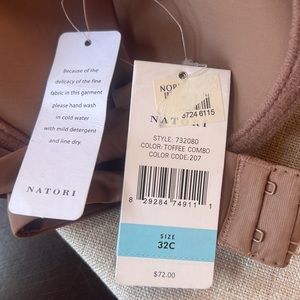 Because of the
delicacy of the fine
fabric in this garment
please hand wash
in cold water
with mild detergent
and line dry.
NATORI
3724 6115
NATORI
STYLE: 732080
COLOR: TOFFEE COMBO
COLOR CODE: 207
8 29284 74911 1
SIZE
32C
$72.00